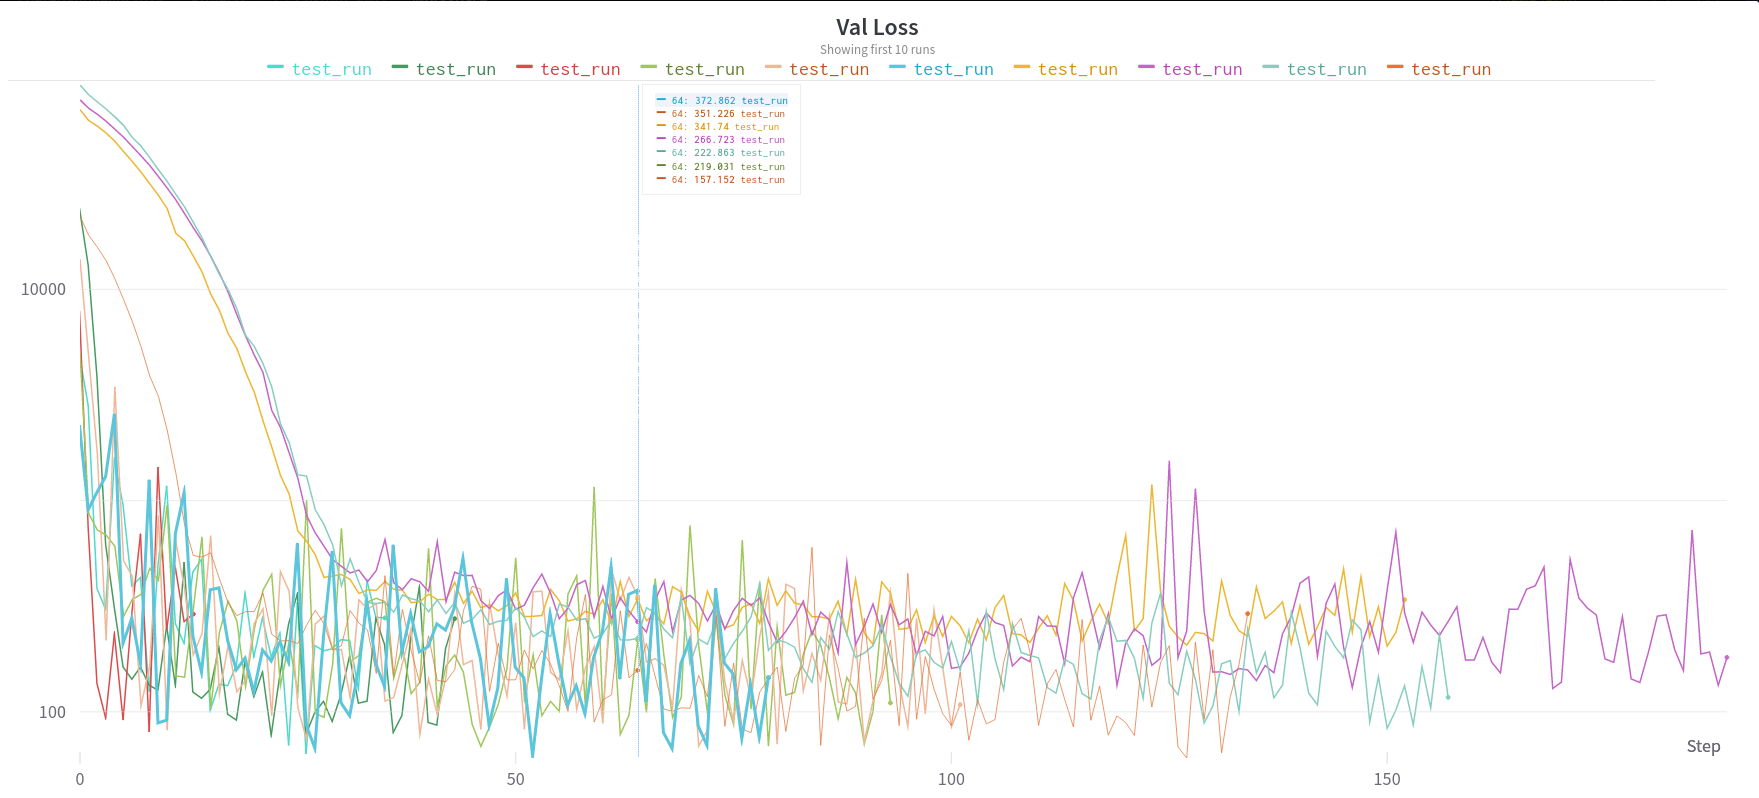 Val Loss
Showing first 10 runs
test_run test_run test_run test_run test_run test_run test_run test_run test_run test_run
64: 372.862 test_run
64: 351.226 test_run
64: 341.74 test_run
64: 266.723 test_run
64: 222.863 test_run
64: 219.031 test_run
64: 157.152 test_run
10000
100
Step
0 50 100 150